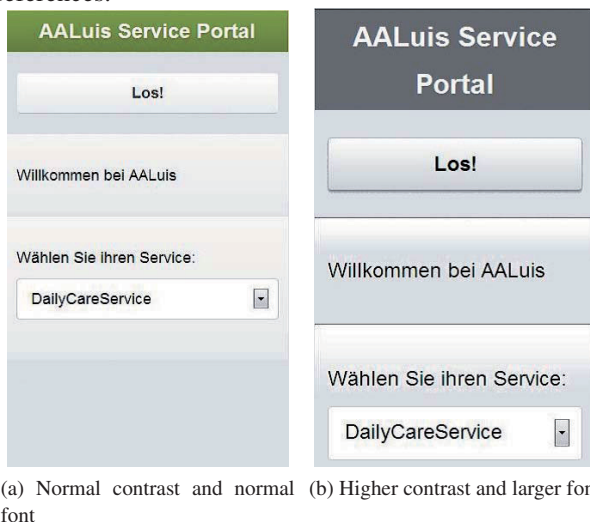 AALuis Service Portal
Los!
Willkommen bei AALuis
Wählen Sie ihren Service:
DailyCareService
AALuis Service
Portal
Los!
Willkommen bei AALuis
Wählen Sie ihren Service:
DailyCareService
(a) Normal contrast and normal
font
(b) Higher contrast and larger